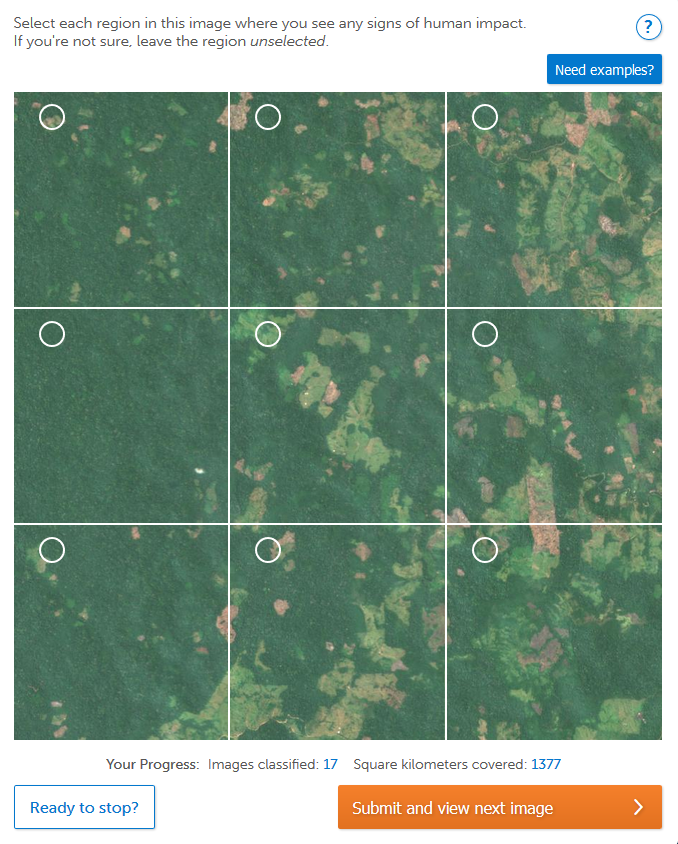 Select each region in this image where you see any signs of human impact.
If you're not sure, leave the region unselected.
?
Need examples?
Your Progress: Images classified: 17 Square kilometers covered: 1377
Ready to stop?
Submit and view next image